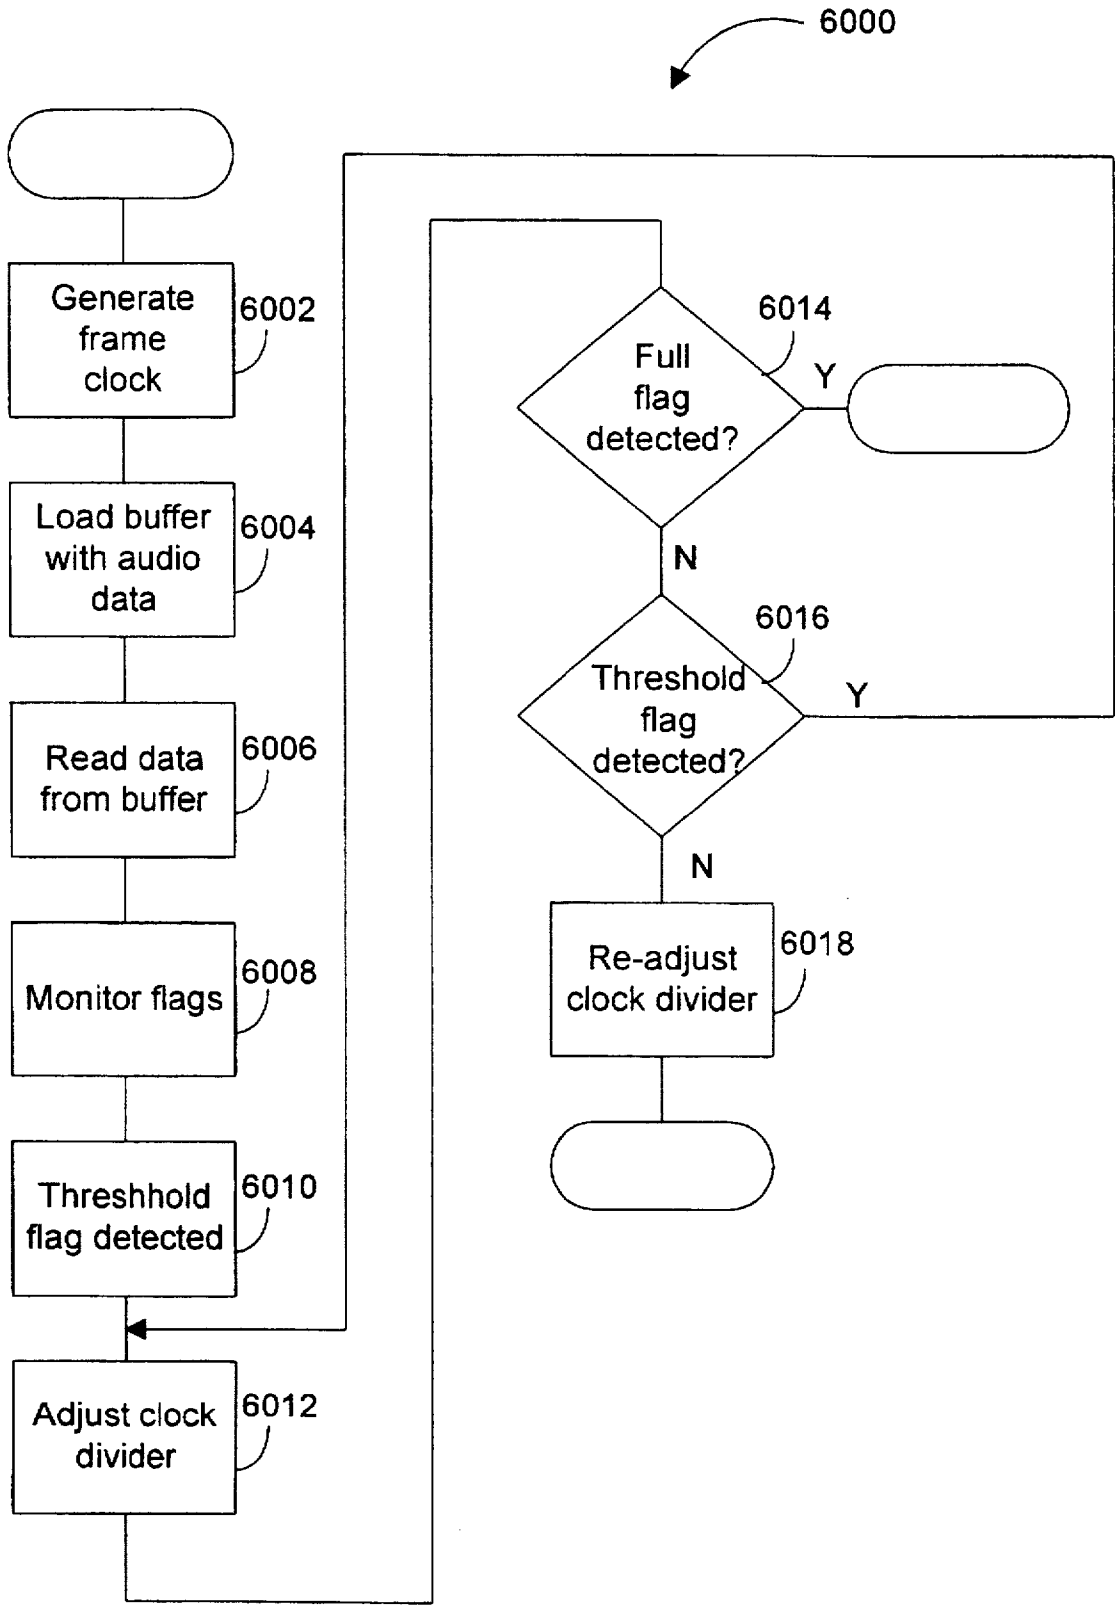 6000
Generate
frame
clock
6002
Load buffer
with audio
data
6004
Read data
from buffer
6006
Monitor flags
6008
Threshhold
flag detected
6010
Adjust clock
divider
6012
Full
flag
detected?
6014
Y
N
Threshold
flag
detected?
6016
Y
N
Re-adjust
clock divider
6018